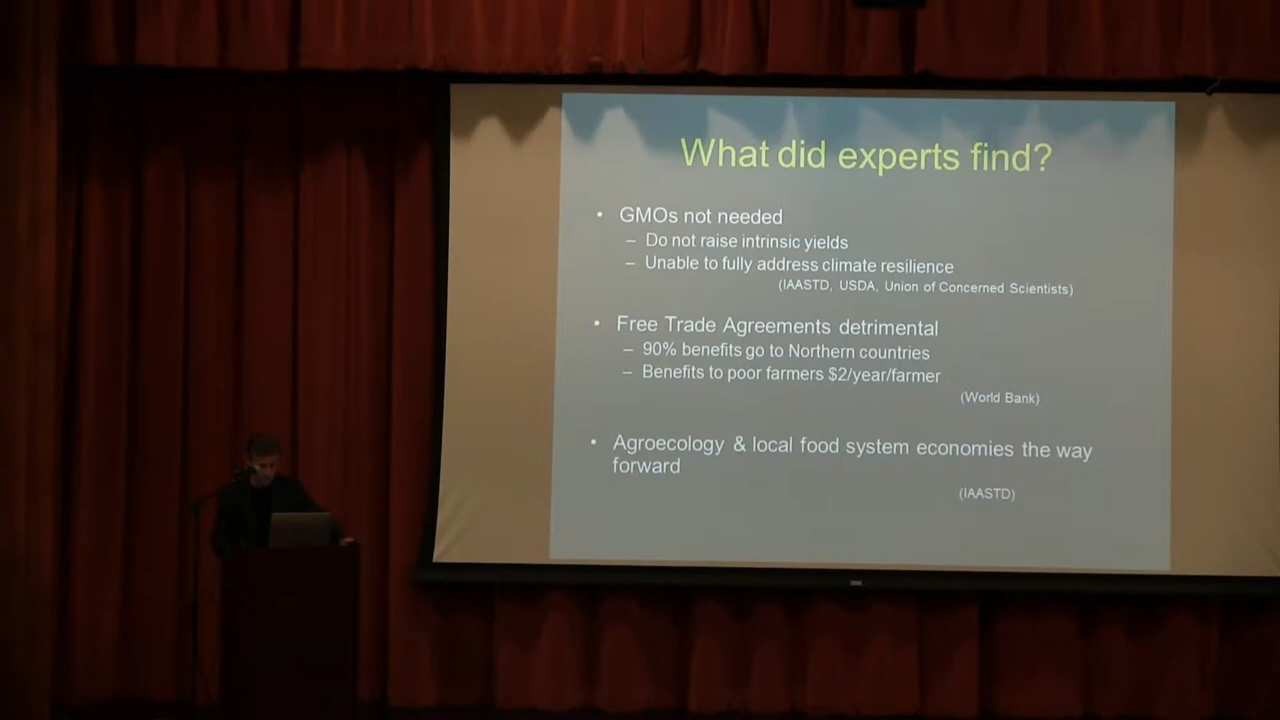 What did experts find?
• GMOs not needed
– Do not raise intrinsic yields
– Unable to fully address climate resilience
(IAASTD, USDA, Union of Concerned Scientists)
• Free Trade Agreements detrimental
– 90% benefits go to Northern countries
– Benefits to poor farmers $2/year/farmer
(World Bank)
• Agroecology & local food system economies the way
forward
(IAASTD)